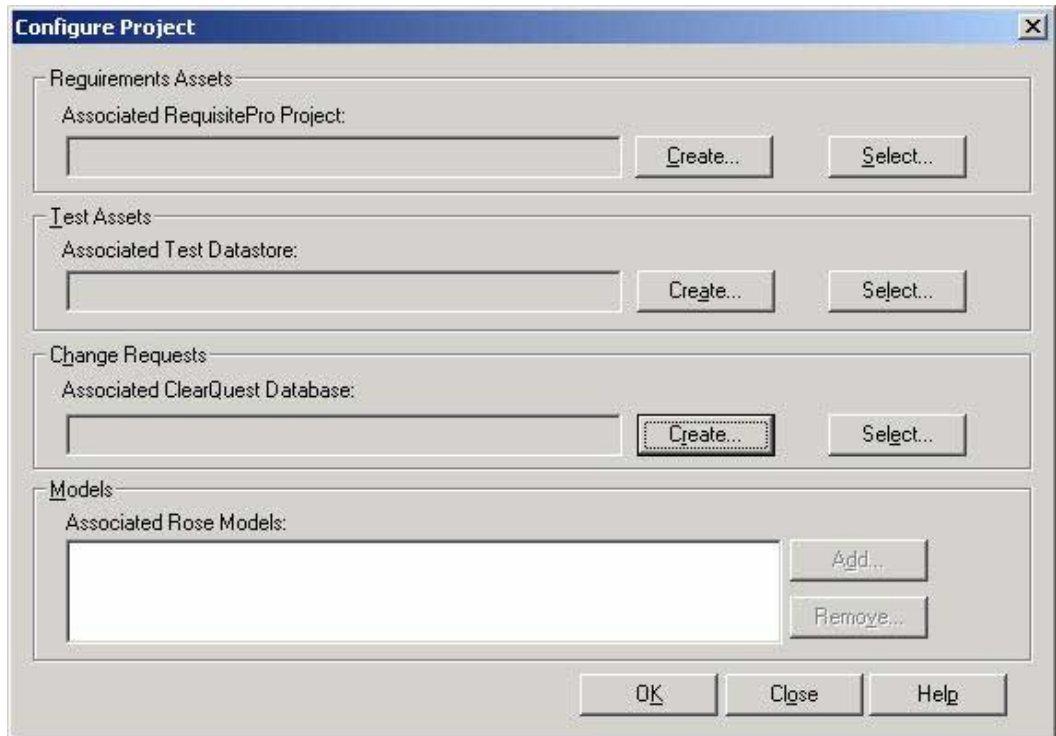 Configure Project
Reguirements Assets
Associated RequisitePro Project:
Create...
Select...
Test Assets
Associated Test Datastore:
Create...
Select...
Change Requests
Associated ClearQuest Database:
Create...
Select...
Models
Associated Rose Models:
Add...
Remove...
OK
Close
Help